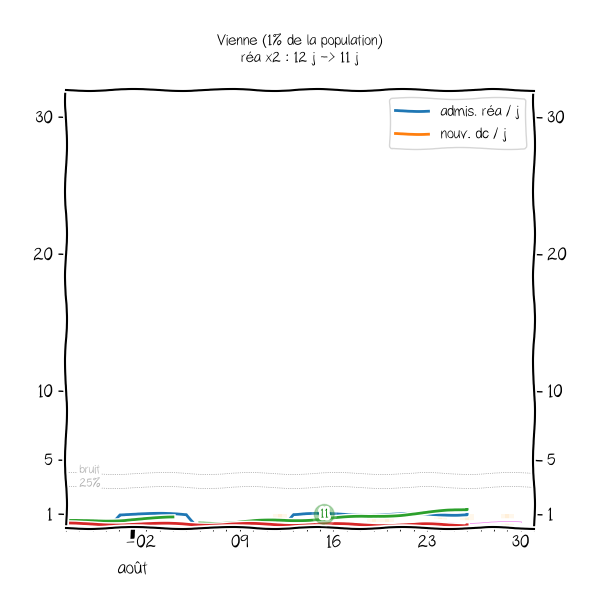 Vienne (1% de la population)
réa x2 : 12 j -> 11 j
admis. réa / j
nouv. dc / j
30
30
20
20
10
10
5
5
bruit
25%
1
11
1
02
09
16
23
30
août